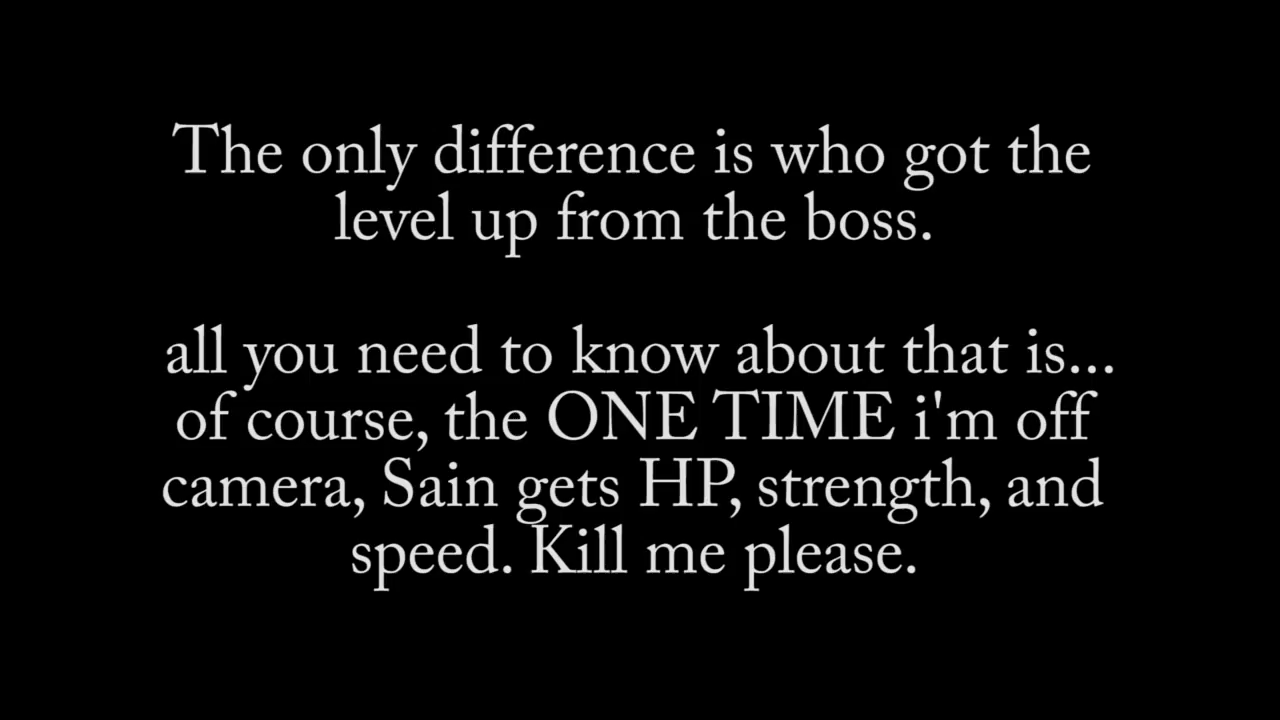 The only difference is who got the
level up from the boss.
all you need to know about that is...
of course, the ONE TIME i'm off
camera, Sain gets HP, strength, and
speed. Kill me please.